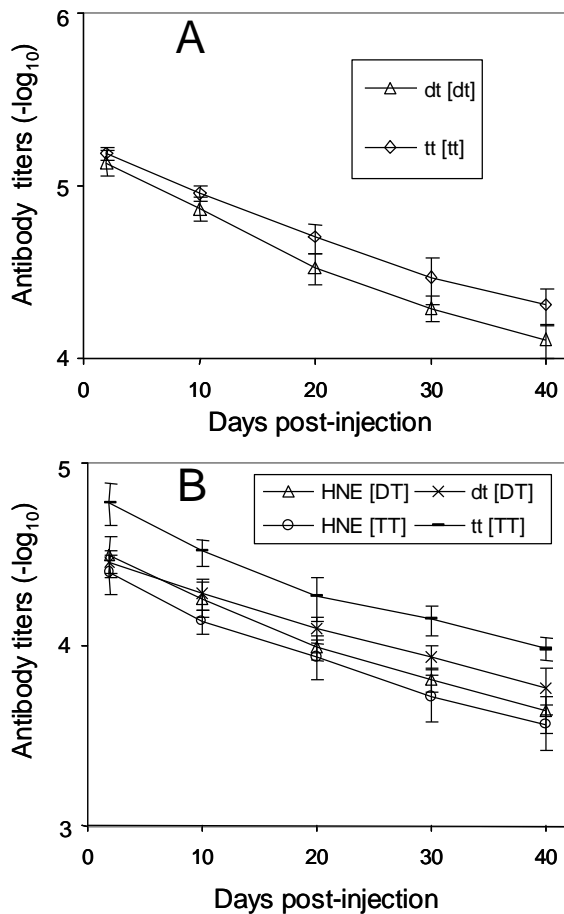 A
6
5
4
Antibody titers (-log10)
dt [dt]
tt [tt]
0 10 20 30 40
Days post-injection
B
5
4
3
Antibody titers (-log10)
HNE [DT] dt [DT]
HNE [TT] tt [TT]
0 10 20 30 40
Days post-injection